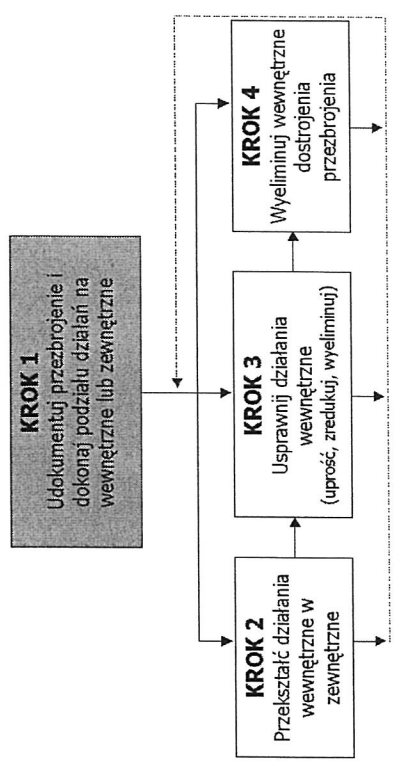 KROK 1
Udokumentuj przezbrojenie i
dokonaj podziału działań na
wewnętrzne lub zewnętrzne
KROK 2
Przekształć działania
wewnętrzne w
zewnętrzne
KROK 3
Usprawnij działania
wewnętrzne
(uprość, zredukuj, wyeliminuj)
KROK 4
Wyeliminuj wewnętrzne
dostrojenia
przezbrojenia